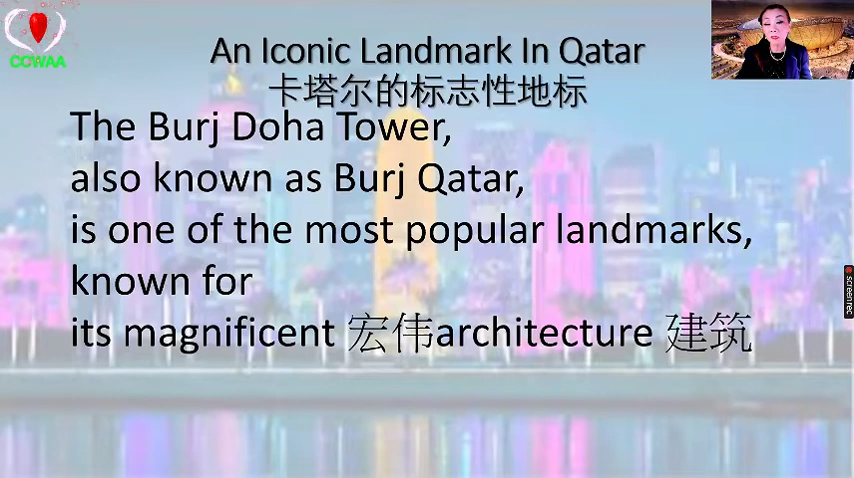 CCWAA
An Iconic Landmark In Qatar
卡塔尔的标志性地标
The Burj Doha Tower,
also known as Burj Qatar,
is one of the most popular landmarks,
known for
its magnificent 宏伟architecture 建筑
screenrec